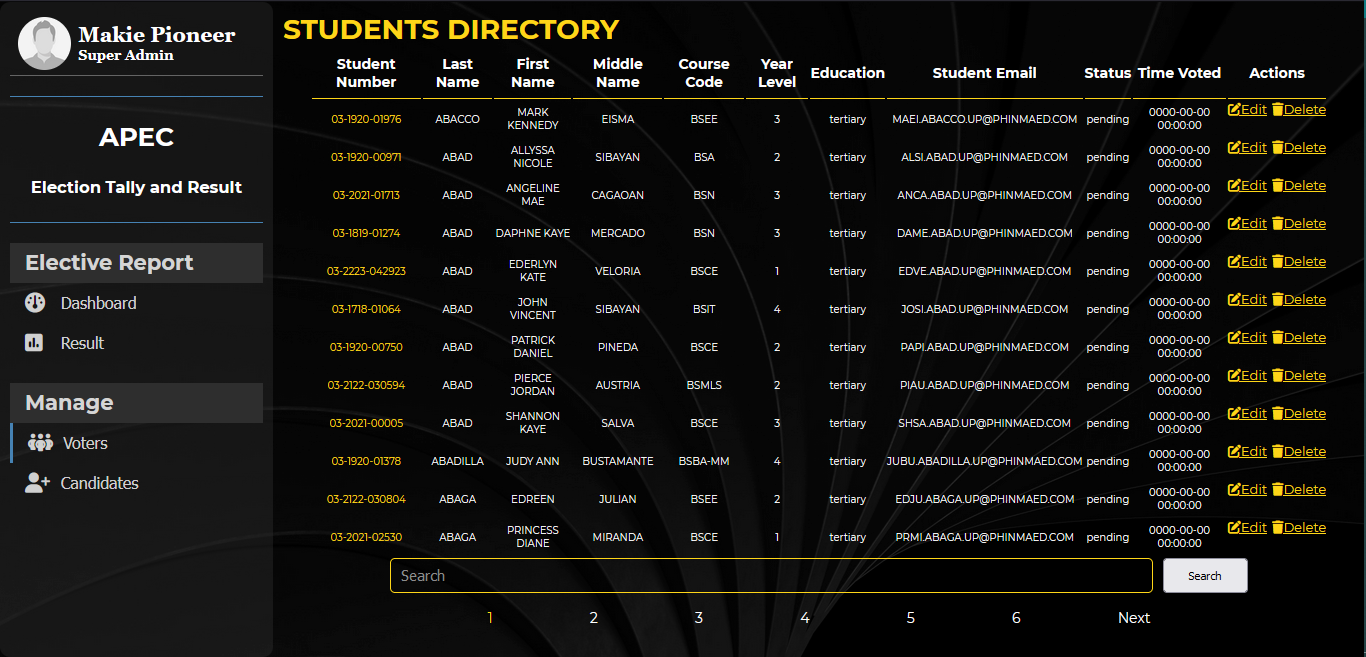 Makie Pioneer
Super Admin
APEC
Election Tally and Result
Elective Report
Dashboard
Result
Manage
Voters
Candidates
STUDENTS DIRECTORY
Student Number Last Name First Name Middle Name Course Code Year Level Education Student Email Status Time Voted Actions
03-1920-01976 ABACCO MARK KENNEDY EISMA BSEE 3 tertiary MAEI.ABACCO.UP@PHINMAED.COM pending 0000-00-00 00:00:00 Edit Delete
03-1920-00971 ABAD ALLYSSA NICOLE SIBAYAN BSA 2 tertiary ALSI.ABAD.UP@PHINMAED.COM pending 0000-00-00 00:00:00 Edit Delete
03-2021-01713 ABAD ANGELINE MAE CAGAOAN BSN 3 tertiary ANCA.ABAD.UP@PHINMAED.COM pending 0000-00-00 00:00:00 Edit Delete
03-1819-01274 ABAD DAPHNE KAYE MERCADO BSN 3 tertiary DAME.ABAD.UP@PHINMAED.COM pending 0000-00-00 00:00:00 Edit Delete
03-2223-042923 ABAD EDERLYN KATE VELORIA BSCE 1 tertiary EDVE.ABAD.UP@PHINMAED.COM pending 0000-00-00 00:00:00 Edit Delete
03-1718-01064 ABAD JOHN VINCENT SIBAYAN BSIT 4 tertiary JOSI.ABAD.UP@PHINMAED.COM pending 0000-00-00 00:00:00 Edit Delete
03-1920-00750 ABAD PATRICK DANIEL PINEDA BSCE 2 tertiary PAPI.ABAD.UP@PHINMAED.COM pending 0000-00-00 00:00:00 Edit Delete
03-2122-030594 ABAD PIERCE JORDAN AUSTRIA BSMLS 2 tertiary PIAU.ABAD.UP@PHINMAED.COM pending 0000-00-00 00:00:00 Edit Delete
03-2021-00005 ABAD SHANNON KAYE SALVA BSCE 3 tertiary SHSA.ABAD.UP@PHINMAED.COM pending 0000-00-00 00:00:00 Edit Delete
03-1920-01378 ABADILLA JUDY ANN BUSTAMANTE BSBA-MM 4 tertiary JUBU.ABADILLA.UP@PHINMAED.COM pending 0000-00-00 00:00:00 Edit Delete
03-2122-030804 ABAGA EDREEN JULIAN BSEE 2 tertiary EDJU.ABAGA.UP@PHINMAED.COM pending 0000-00-00 00:00:00 Edit Delete
03-2021-02530 ABAGA PRINCESS DIANE MIRANDA BSCE 1 tertiary PRMI.ABAGA.UP@PHINMAED.COM pending 0000-00-00 00:00:00 Edit Delete
Search Search
1 2 3 4 5 6 Next